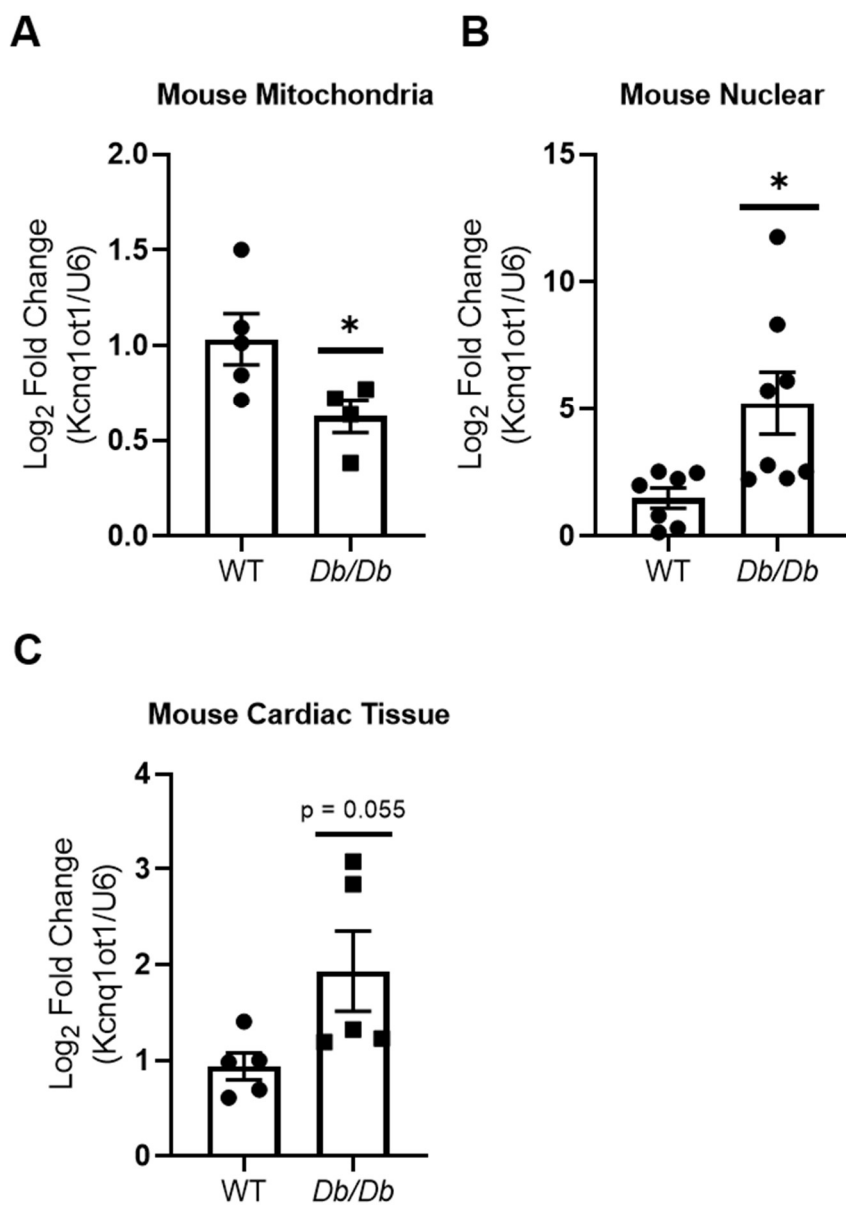 A
Mouse Mitochondria
Log₂ Fold Change
(Kcnq1ot1/U6)
2.0
1.5
1.0
0.5
0.0
*
WT
Db/Db
B
Mouse Nuclear
Log₂ Fold Change
(Kcnq1ot1/U6)
15
10
5
0
*
WT
Db/Db
C
Mouse Cardiac Tissue
Log₂ Fold Change
(Kcnq1ot1/U6)
4
3
2
1
0
p = 0.055
WT
Db/Db